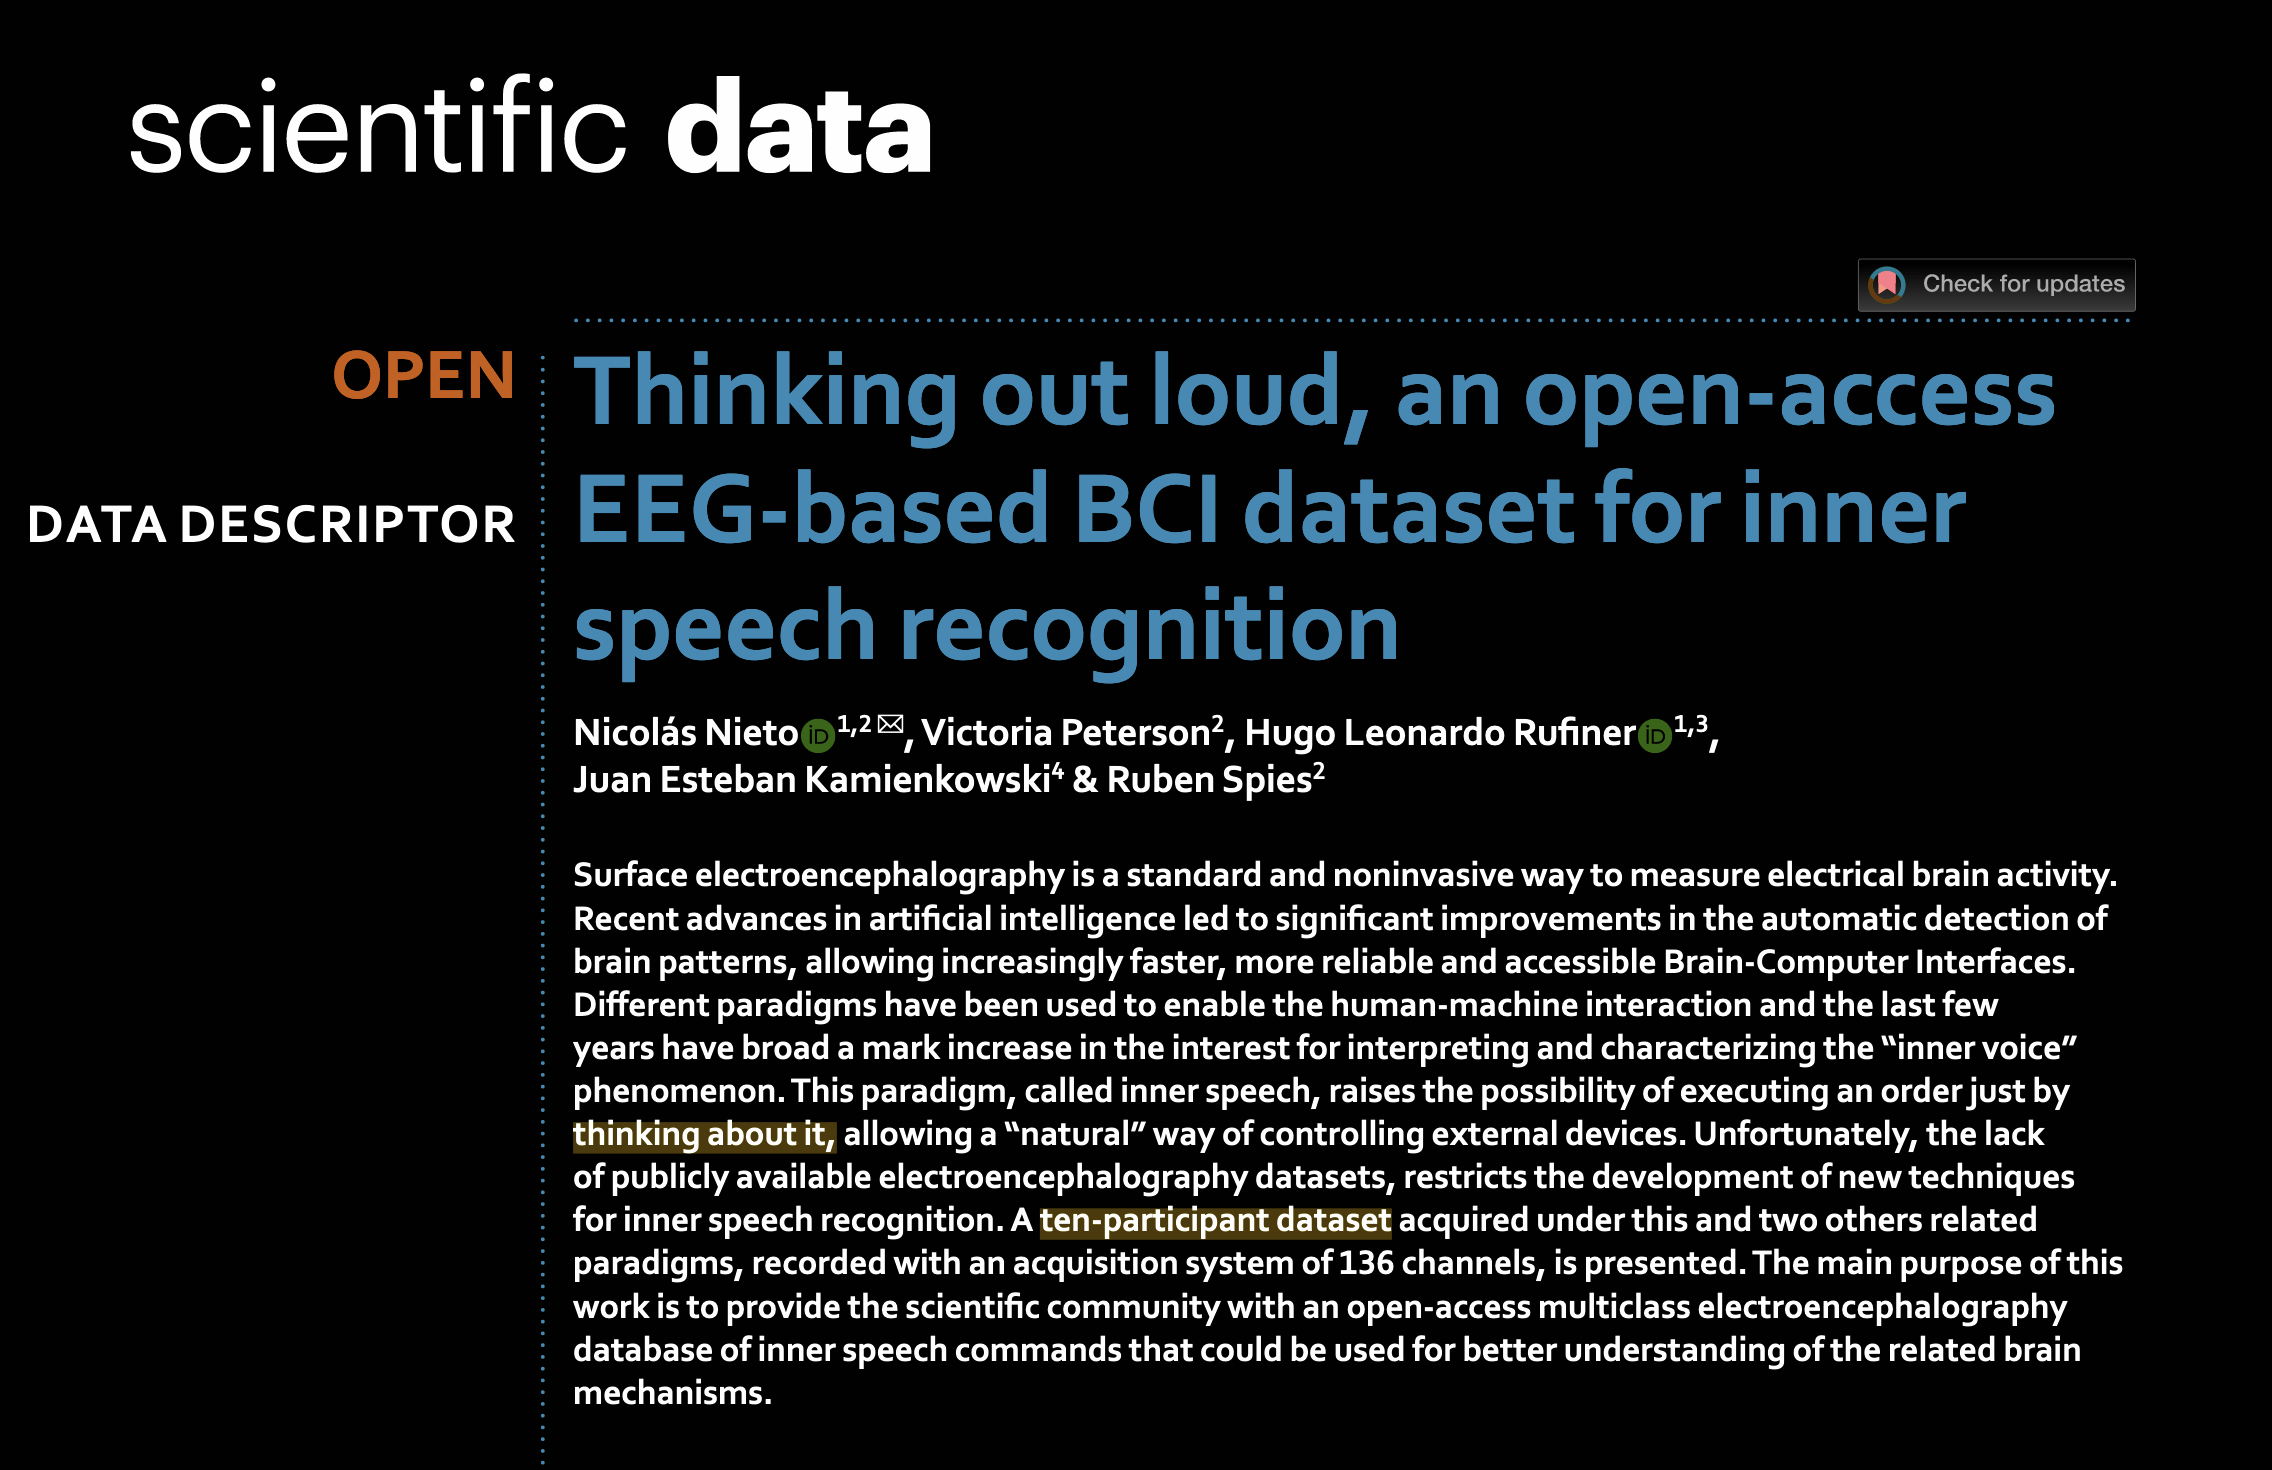 scientific data
Check for updates
OPEN
DATA DESCRIPTOR
Thinking out loud, an open-access
EEG-based BCI dataset for inner
speech recognition
Nicolás Nieto iD 1,2 ✉, Victoria Peterson2, Hugo Leonardo Rufiner iD 1,3,
Juan Esteban Kamienkowski4 & Ruben Spies2
Surface electroencephalography is a standard and noninvasive way to measure electrical brain activity.
Recent advances in artificial intelligence led to significant improvements in the automatic detection of
brain patterns, allowing increasingly faster, more reliable and accessible Brain-Computer Interfaces.
Different paradigms have been used to enable the human-machine interaction and the last few
years have broad a mark increase in the interest for interpreting and characterizing the “inner voice”
phenomenon. This paradigm, called inner speech, raises the possibility of executing an order just by
thinking about it, allowing a “natural” way of controlling external devices. Unfortunately, the lack
of publicly available electroencephalography datasets, restricts the development of new techniques
for inner speech recognition. A ten-participant dataset acquired under this and two others related
paradigms, recorded with an acquisition system of 136 channels, is presented. The main purpose of this
work is to provide the scientific community with an open-access multiclass electroencephalography
database of inner speech commands that could be used for better understanding of the related brain
mechanisms.